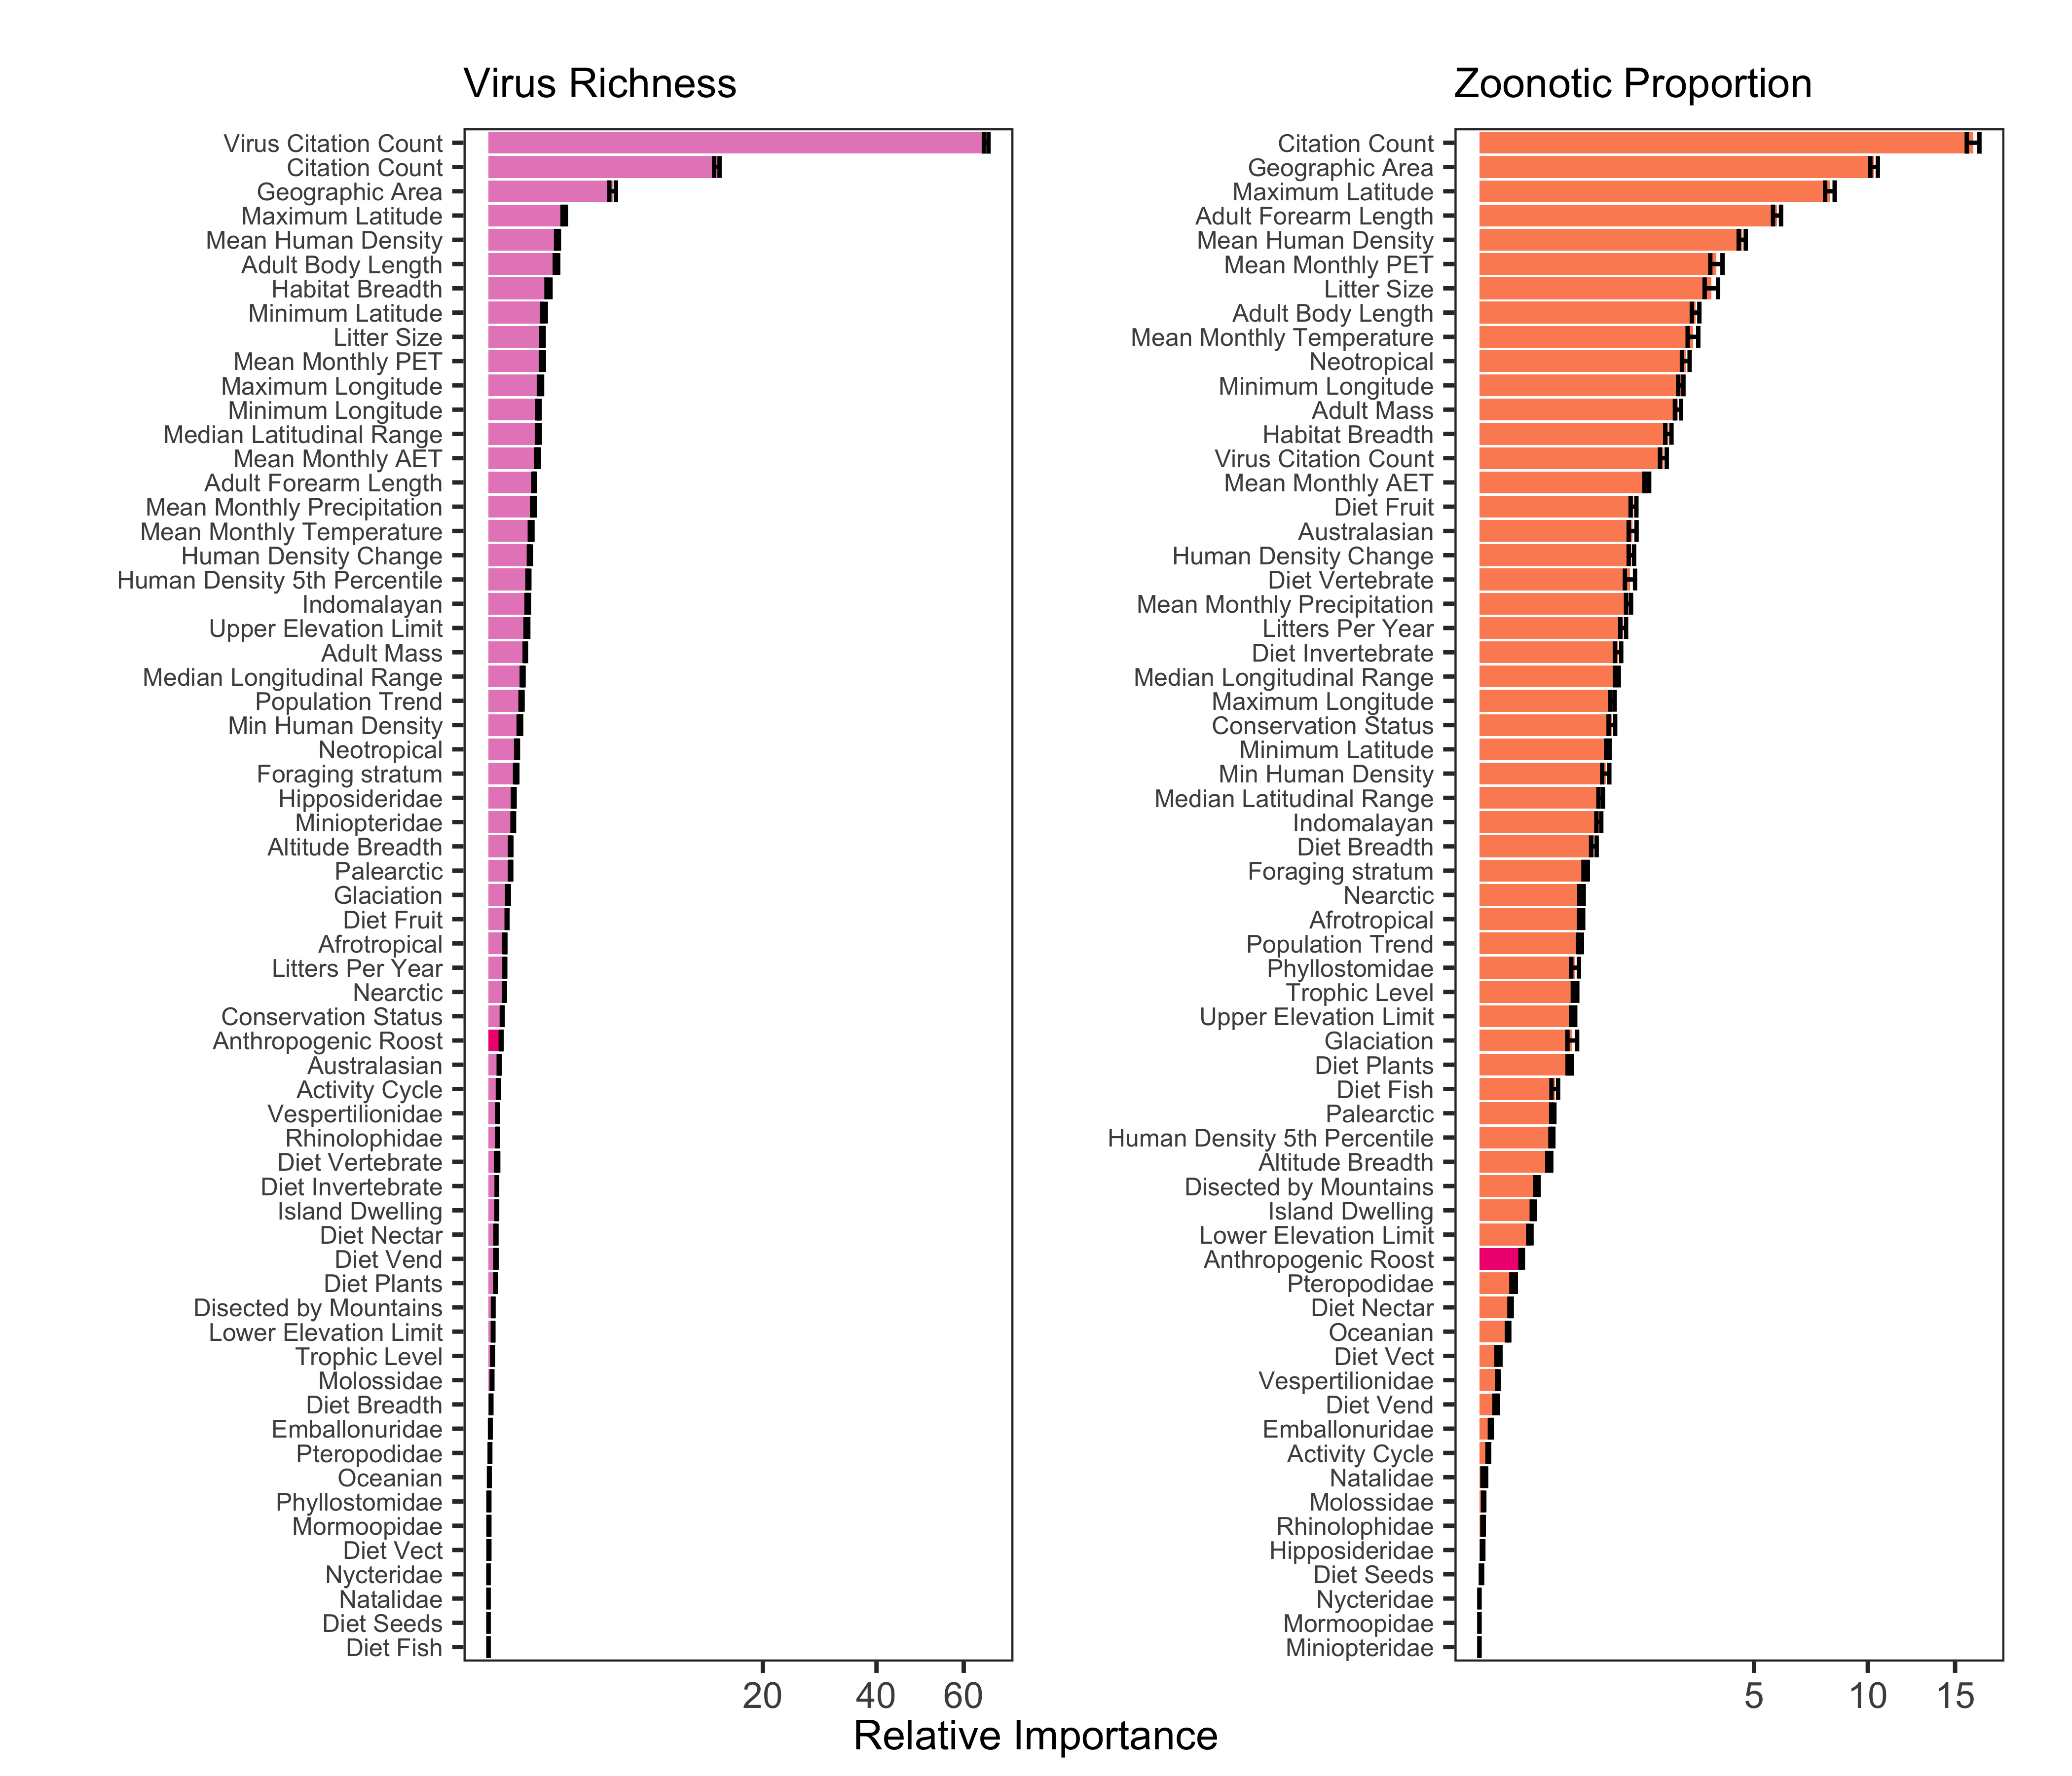 Virus Richness
Virus Citation Count
Citation Count
Geographic Area
Maximum Latitude
Mean Human Density
Adult Body Length
Habitat Breadth
Minimum Latitude
Litter Size
Mean Monthly PET
Maximum Longitude
Minimum Longitude
Median Latitudinal Range
Mean Monthly AET
Adult Forearm Length
Mean Monthly Precipitation
Mean Monthly Temperature
Human Density Change
Human Density 5th Percentile
Indomalayan
Upper Elevation Limit
Adult Mass
Median Longitudinal Range
Population Trend
Min Human Density
Neotropical
Foraging stratum
Hipposideridae
Miniopteridae
Altitude Breadth
Palearctic
Glaciation
Diet Fruit
Afrotropical
Litters Per Year
Nearctic
Conservation Status
Anthropogenic Roost
Australasian
Activity Cycle
Vespertilionidae
Rhinolophidae
Diet Vertebrate
Diet Invertebrate
Island Dwelling
Diet Nectar
Diet Vend
Diet Plants
Disected by Mountains
Lower Elevation Limit
Trophic Level
Molossidae
Diet Breadth
Emballonuridae
Pteropodidae
Oceanian
Phyllostomidae
Mormoopidae
Diet Vect
Nycteridae
Natalidae
Diet Seeds
Diet Fish
20 40 60
Zoonotic Proportion
Citation Count
Geographic Area
Maximum Latitude
Adult Forearm Length
Mean Human Density
Mean Monthly PET
Litter Size
Adult Body Length
Mean Monthly Temperature
Neotropical
Minimum Longitude
Adult Mass
Habitat Breadth
Virus Citation Count
Mean Monthly AET
Diet Fruit
Australasian
Human Density Change
Diet Vertebrate
Mean Monthly Precipitation
Litters Per Year
Diet Invertebrate
Median Longitudinal Range
Maximum Longitude
Conservation Status
Minimum Latitude
Min Human Density
Median Latitudinal Range
Indomalayan
Diet Breadth
Foraging stratum
Nearctic
Afrotropical
Population Trend
Phyllostomidae
Trophic Level
Upper Elevation Limit
Glaciation
Diet Plants
Diet Fish
Palearctic
Human Density 5th Percentile
Altitude Breadth
Disected by Mountains
Island Dwelling
Lower Elevation Limit
Anthropogenic Roost
Pteropodidae
Diet Nectar
Oceanian
Diet Vect
Vespertilionidae
Diet Vend
Emballonuridae
Activity Cycle
Natalidae
Molossidae
Rhinolophidae
Hipposideridae
Diet Seeds
Nycteridae
Mormoopidae
Miniopteridae
5 10 15
Relative Importance